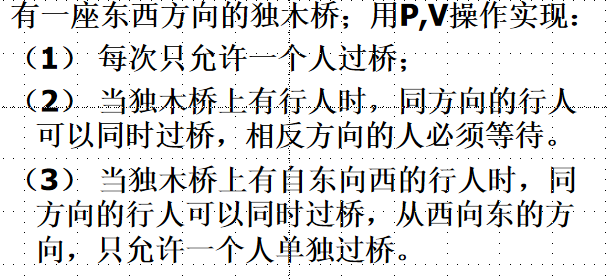 有一座东西方向的独木桥；用P,V操作实现：
（1） 每次只允许一个人过桥；
（2） 当独木桥上有行人时，同方向的行人
可以同时过桥，相反方向的人必须等待。
（3） 当独木桥上有自东向西的行人时，同
方向的行人可以同时过桥，从西向东的方
向，只允许一个人单独过桥。